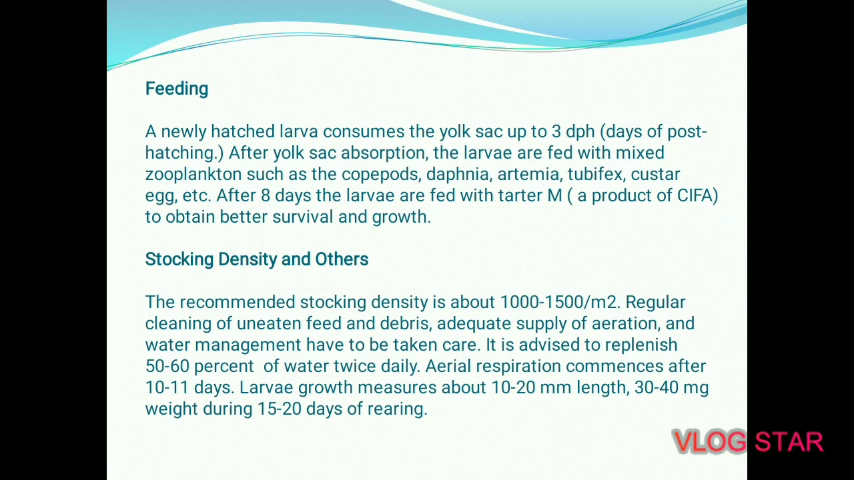 Feeding
A newly hatched larva consumes the yolk sac up to 3 dph (days of post-
hatching.) After yolk sac absorption, the larvae are fed with mixed
zooplankton such as the copepods, daphnia, artemia, tubifex, custar
egg, etc. After 8 days the larvae are fed with tarter M ( a product of CIFA)
to obtain better survival and growth.
Stocking Density and Others
The recommended stocking density is about 1000-1500/m2. Regular
cleaning of uneaten feed and debris, adequate supply of aeration, and
water management have to be taken care. It is advised to replenish
50-60 percent  of water twice daily. Aerial respiration commences after
10-11 days. Larvae growth measures about 10-20 mm length, 30-40 mg
weight during 15-20 days of rearing.
VLOG STAR